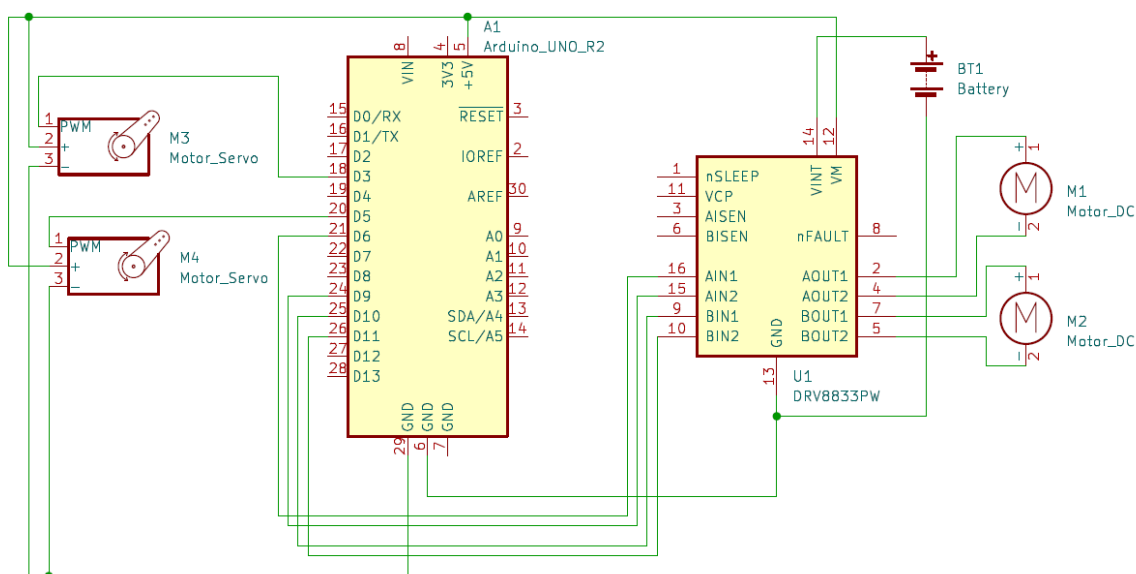 A1
Arduino_UNO_R2
8
4
5
VIN
3V3
+5V
15
D0/RX
16
D1/TX
17
D2
18
D3
19
D4
20
D5
21
D6
22
D7
23
D8
24
D9
25
D10
26
D11
27
D12
28
D13
RESET
3
IOREF
2
AREF
30
A0
9
A1
10
A2
11
A3
12
SDA/A4
13
SCL/A5
14
GND
GND
GND
29
6
7
1
PWM
2
+
3
−
M3
Motor_Servo
1
PWM
2
+
3
−
M4
Motor_Servo
+
BT1
Battery
14
12
VINT
VM
1
nSLEEP
11
VCP
3
AISEN
6
BISEN
nFAULT
8
16
AIN1
15
AIN2
9
BIN1
10
BIN2
AOUT1
2
AOUT2
4
BOUT1
7
BOUT2
5
GND
13
U1
DRV8833PW
+
1
M
−
2
M1
Motor_DC
+
1
M
−
2
M2
Motor_DC